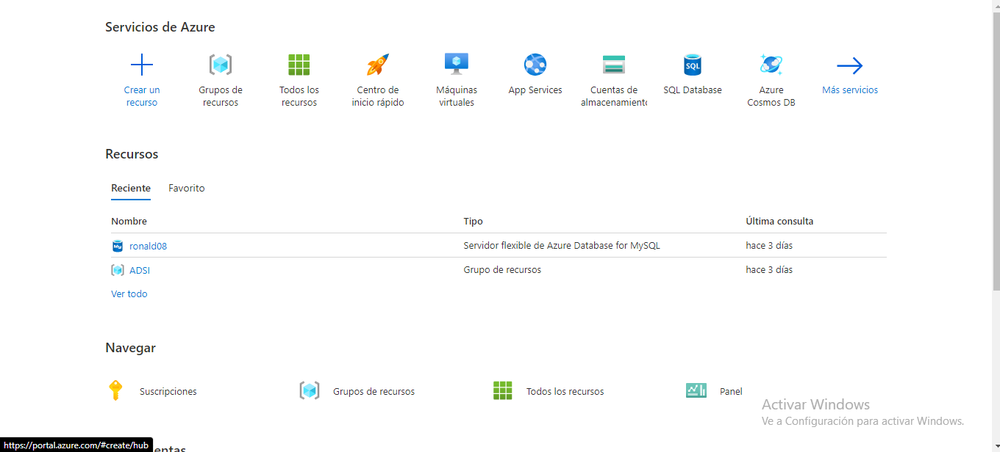 Servicios de Azure
Crear un
recurso
Grupos de
recursos
Todos los
recursos
Centro de
inicio rápido
Máquinas
virtuales
App Services
Cuentas de
almacenamiento
SQL
SQL Database
Azure
Cosmos DB
Más servicios
Recursos
Reciente
Favorito
Nombre
Tipo
Última consulta
My
ronald08
Servidor flexible de Azure Database for MySQL
hace 3 días
ADSI
Grupo de recursos
hace 3 días
Ver todo
Navegar
Suscripciones
Grupos de recursos
Todos los recursos
Panel
Activar Windows
Ve a Configuración para activar Windows.
https://portal.azure.com/#create/hub